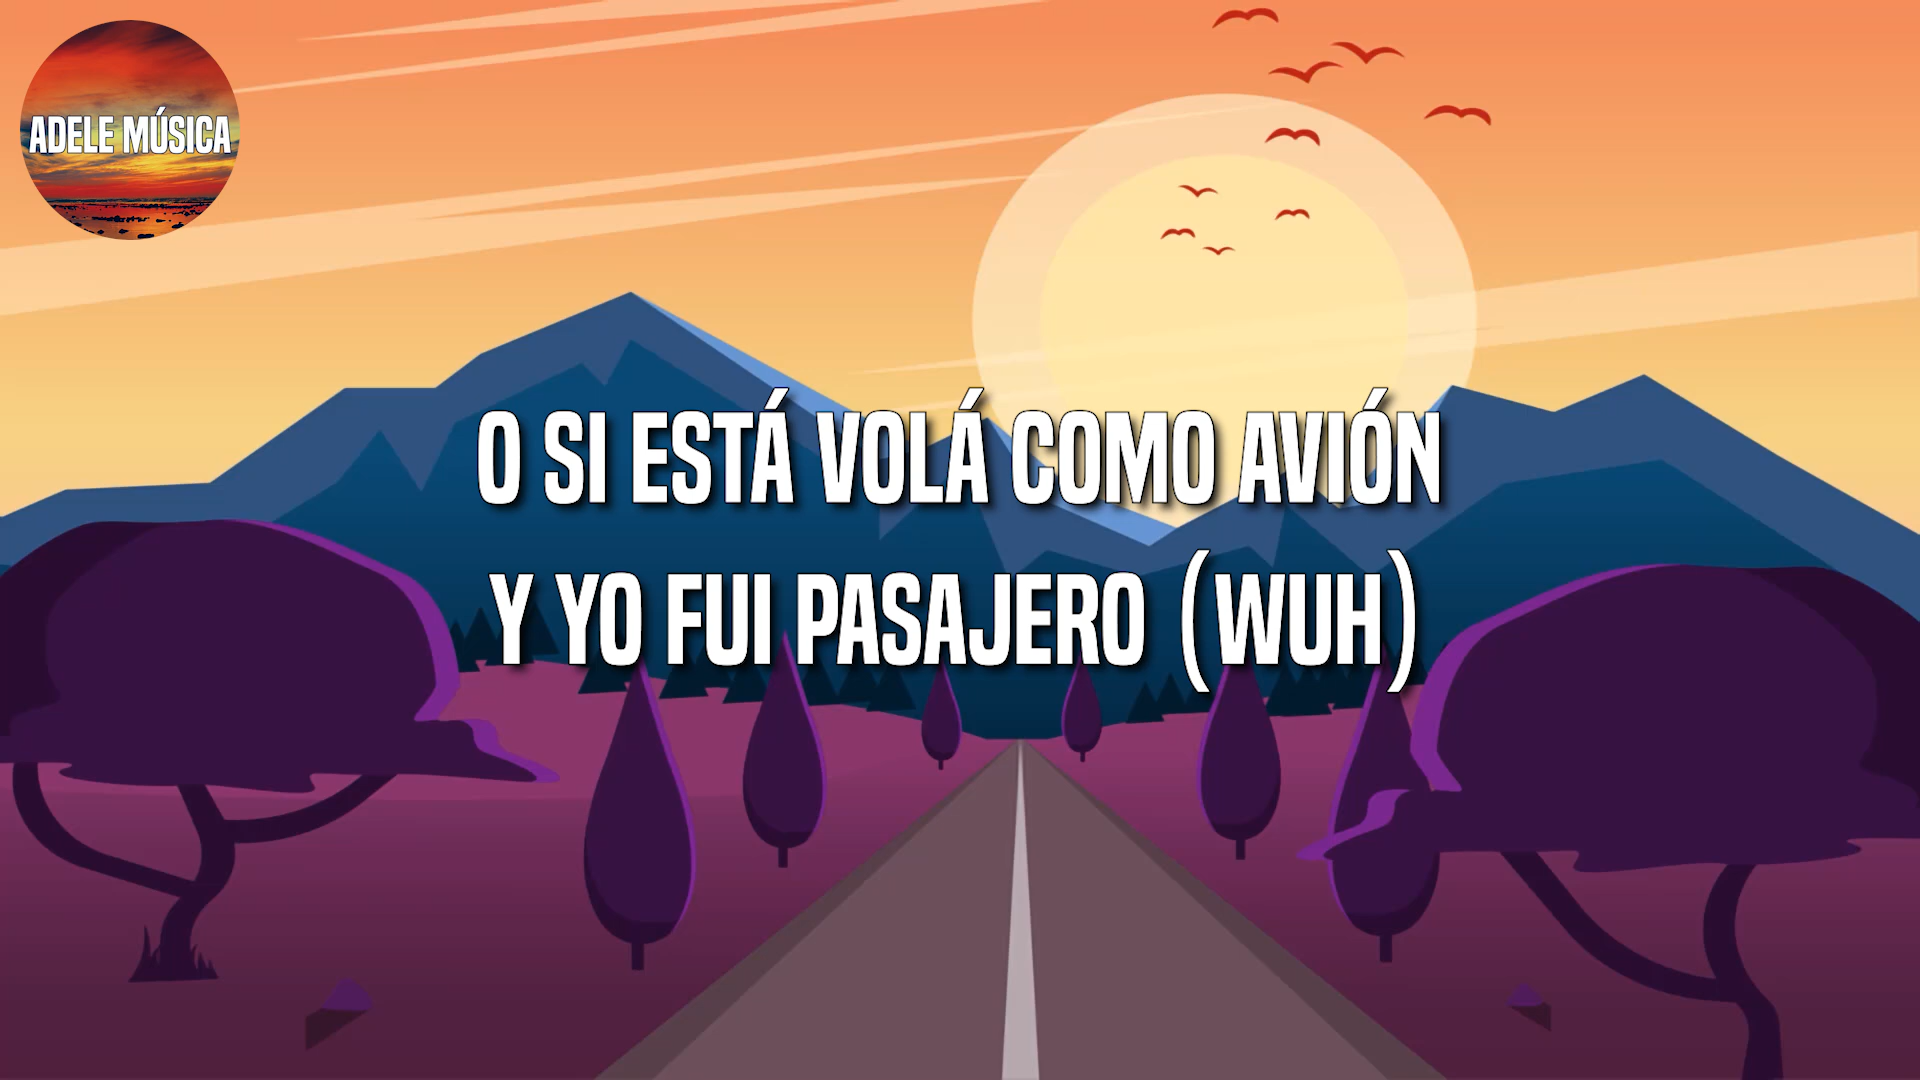 ADELE MÚSICA
O SI ESTÁ VOLÁ COMO AVIÓN
Y YO FUI PASAJERO (WUH)